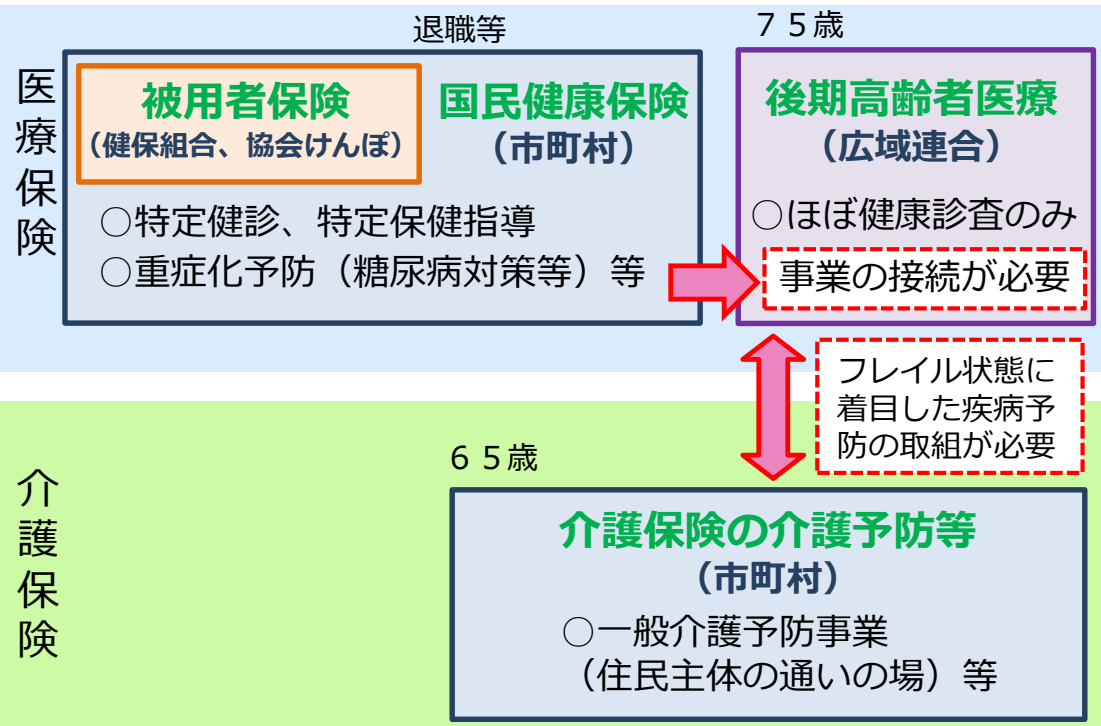 退職等
７５歳
医療保険
被用者保険
（健保組合、協会けんぽ）
国民健康保険
（市町村）
○特定健診、特定保健指導
○重症化予防（糖尿病対策等）等
後期高齢者医療
（広域連合）
○ほぼ健康診査のみ
事業の接続が必要
フレイル状態に
着目した疾病予
防の取組が必要
６５歳
介護保険
介護保険の介護予防等
（市町村）
○一般介護予防事業
（住民主体の通いの場）等